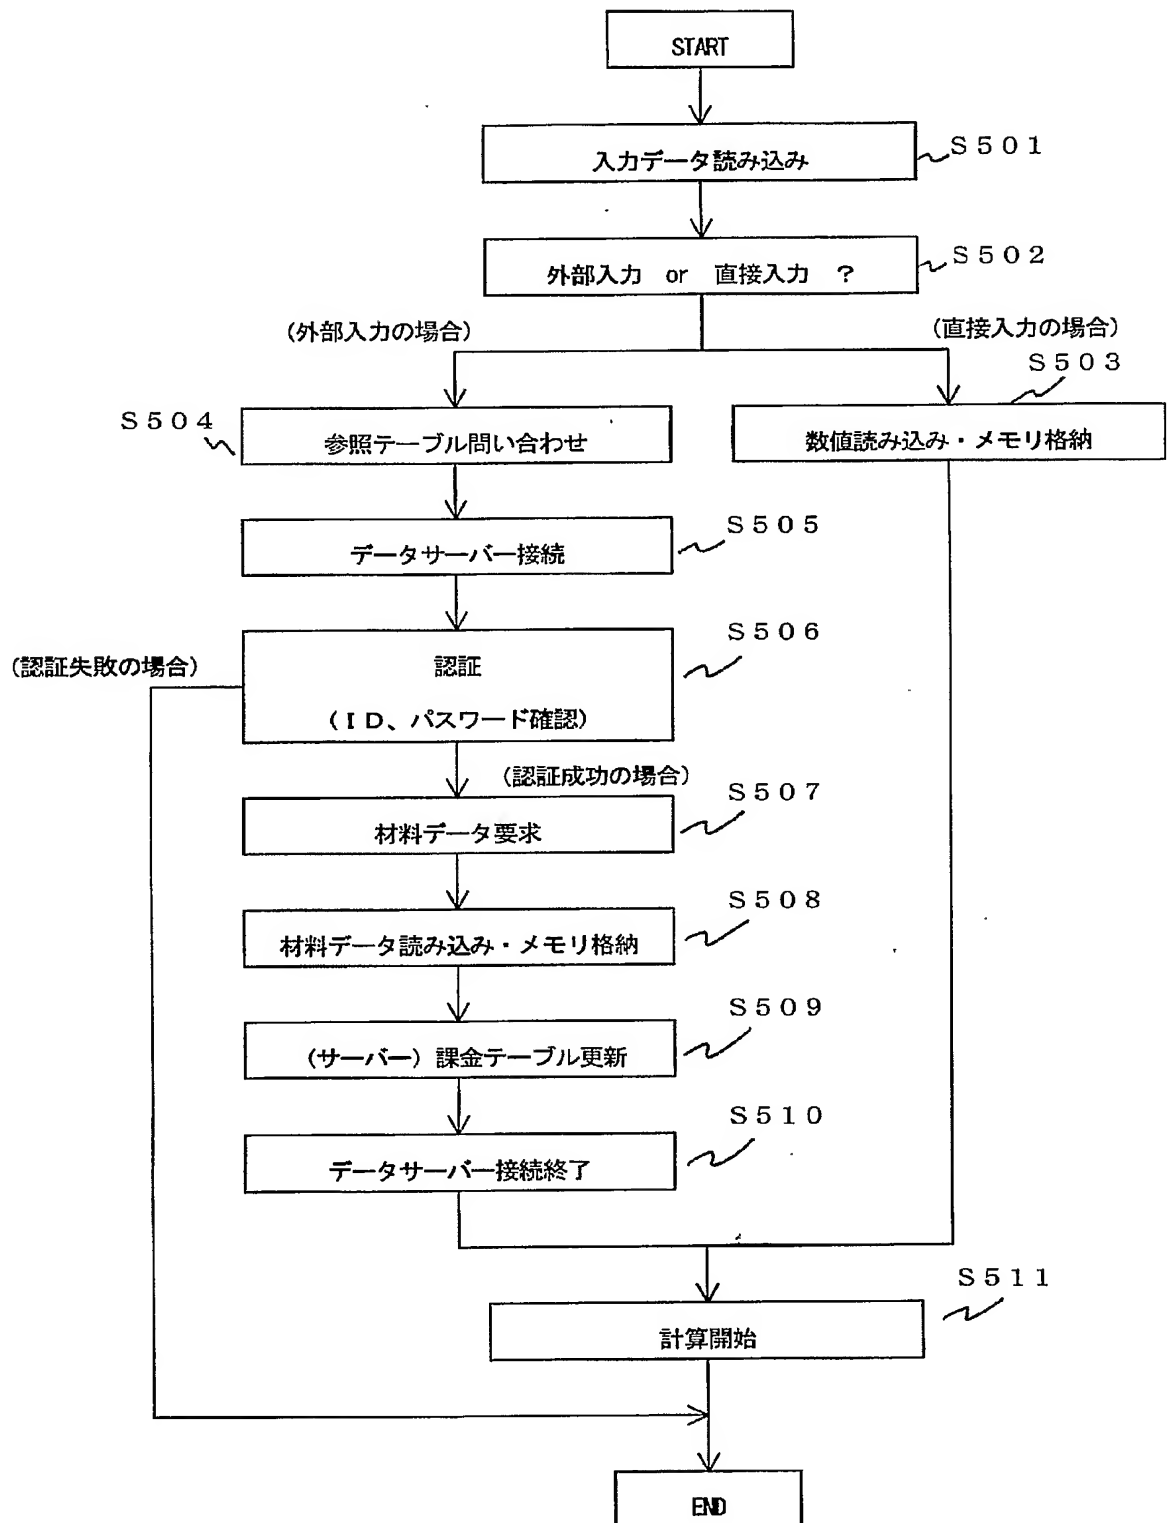 START
入力データ読み込み
S501
外部入力 or 直接入力 ?
S502
(外部入力の場合)
(直接入力の場合)
S503
S504
参照テーブル問い合わせ
数値読み込み・メモリ格納
S505
データサーバー接続
S506
(認証失敗の場合)
認証
(ID、パスワード確認)
(認証成功の場合)
S507
材料データ要求
S508
材料データ読み込み・メモリ格納
S509
(サーバー)課金テーブル更新
S510
データサーバー接続終了
S511
計算開始
END